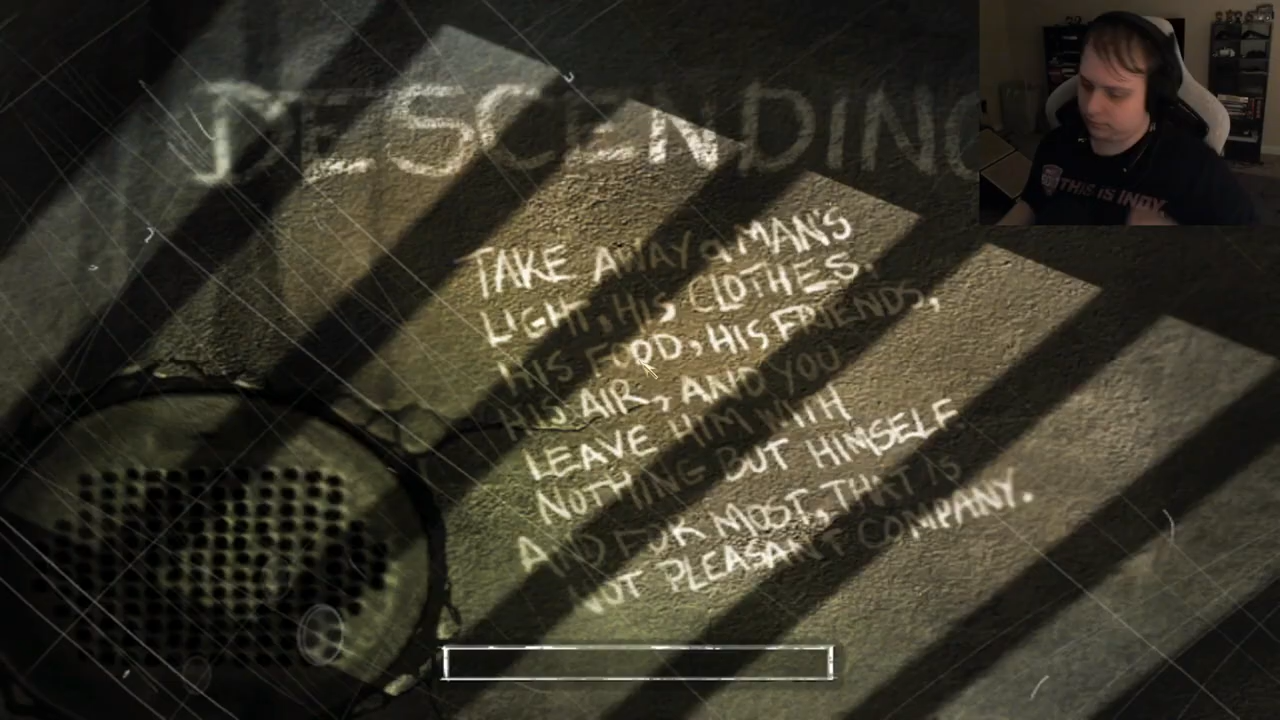 DESCENDING
TAKE AWAY a MAN'S
LIGHT, HIS CLOTHES,
HIS FOOD, HIS FRIENDS,
HIS AIR, AND YOU
LEAVE HIM WITH
NOTHING BUT HIMSELF.
AND FOR MOST, THAT IS
NOT PLEASANT COMPANY.
THIS IS INDY.